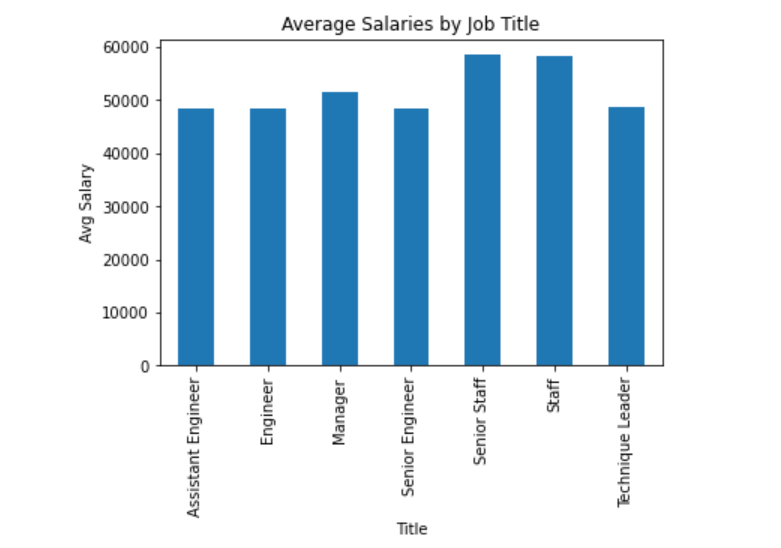 Average Salaries by Job Title
60000
50000
40000
30000
20000
10000
0
Avg Salary
Assistant Engineer
Engineer
Manager
Senior Engineer
Senior Staff
Staff
Technique Leader
Title